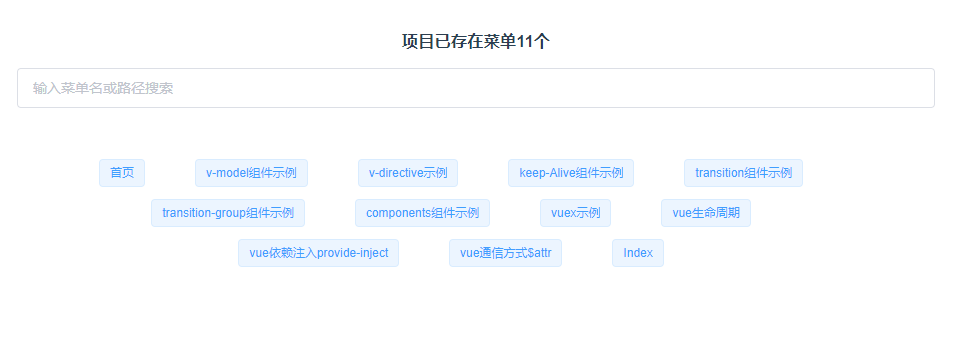 项目已存在菜单11个
输入菜单名或路径搜索
首页 v-model组件示例 v-directive示例 keep-Alive组件示例 transition组件示例
transition-group组件示例 components组件示例 vuex示例 vue生命周期
vue依赖注入provide-inject vue通信方式$attr Index